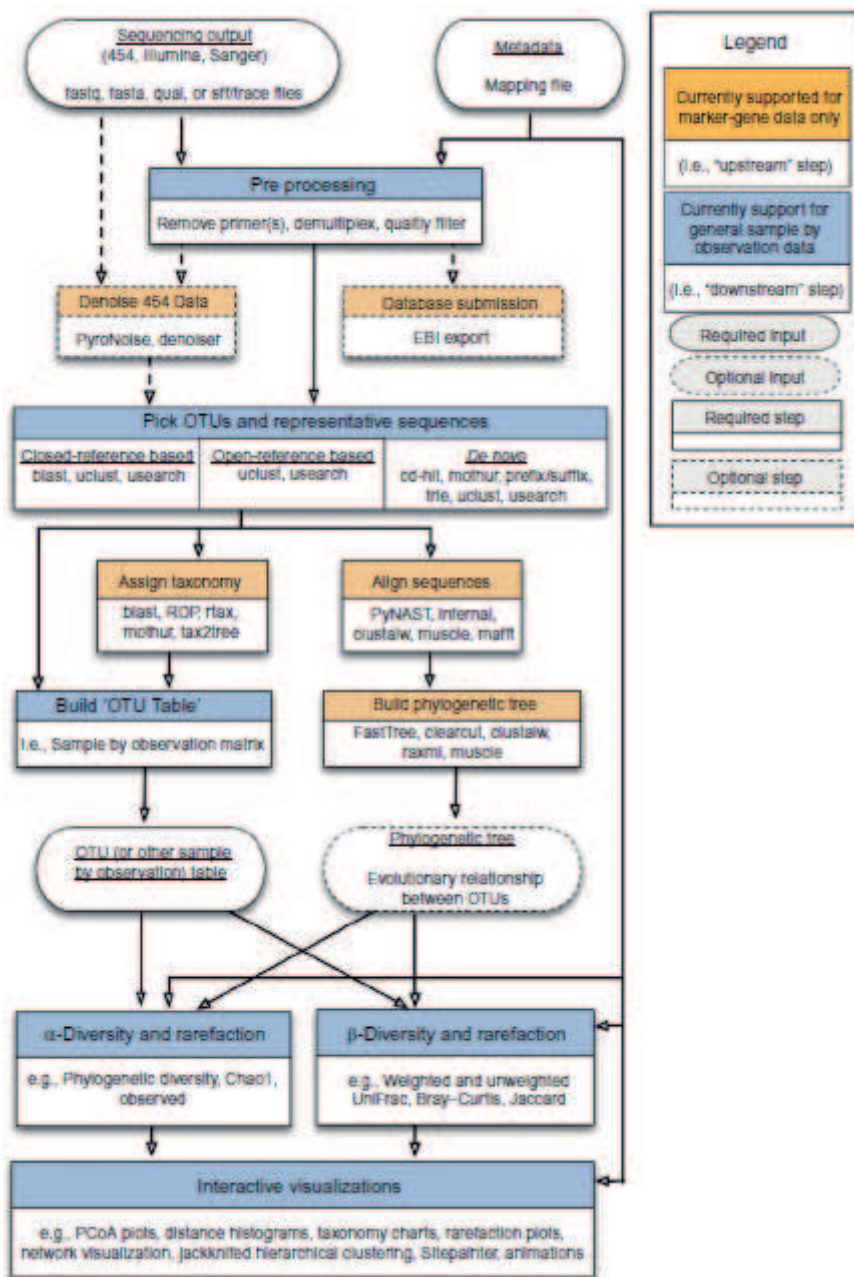 Sequencing output
(454, Illumina, Sanger)
fastq, fasta, qual, or sff/trace files
Metadata
Mapping file
Pre processing
Remove primer(s), demultiplex, quality filter
Denoise 454 Data
PyroNoise, denoiser
Database submission
EBI export
Pick OTUs and representative sequences
Closed-reference based
blast, uclust, usearch
Open-reference based
uclust, usearch
De novo
cd-hit, mothur, prefix/suffix,
trie, uclust, usearch
Assign taxonomy
blast, RDP, rtax,
mothur, tax2tree
Align sequences
PyNAST, infernal,
clustalw, muscle, mafft
Build 'OTU Table'
i.e., Sample by observation matrix
Build phylogenetic tree
FastTree, clearcut, clustalw,
raxml, muscle
OTU (or other sample
by observation) table
Phylogenetic tree
Evolutionary relationship
between OTUs
α-Diversity and rarefaction
e.g., Phylogenetic diversity, Chao1,
observed
β-Diversity and rarefaction
e.g., Weighted and unweighted
UniFrac, Bray–Curtis, Jaccard
Interactive visualizations
e.g., PCoA plots, distance histograms, taxonomy charts, rarefaction plots,
network visualization, jackknifed hierarchical clustering, Sitepainter, animations
Legend
Currently supported for
marker-gene data only
(i.e., "upstream" step)
Currently support for
general sample by
observation data
(i.e., "downstream" step)
Required input
Optional input
Required step
Optional step